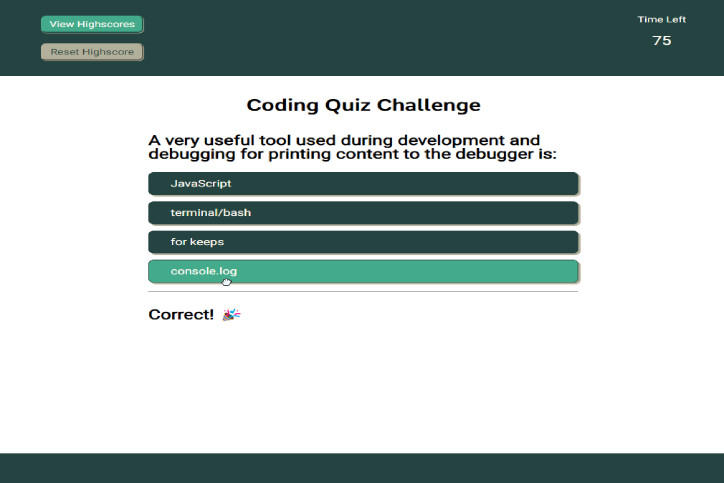 View Highscores
Time Left
75
Reset Highscore
Coding Quiz Challenge
A very useful tool used during development and
debugging for printing content to the debugger is:
JavaScript
terminal/bash
for keeps
console.log
Correct! 🎉